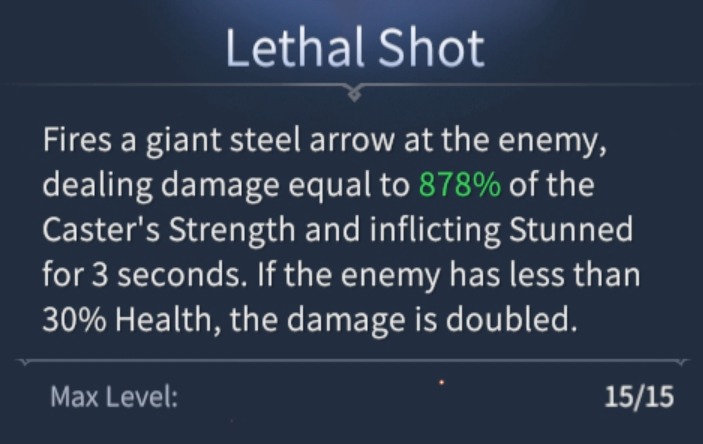 Lethal Shot
Fires a giant steel arrow at the enemy,
dealing damage equal to 878% of the
Caster's Strength and inflicting Stunned
for 3 seconds. If the enemy has less than
30% Health, the damage is doubled.
Max Level: 15/15